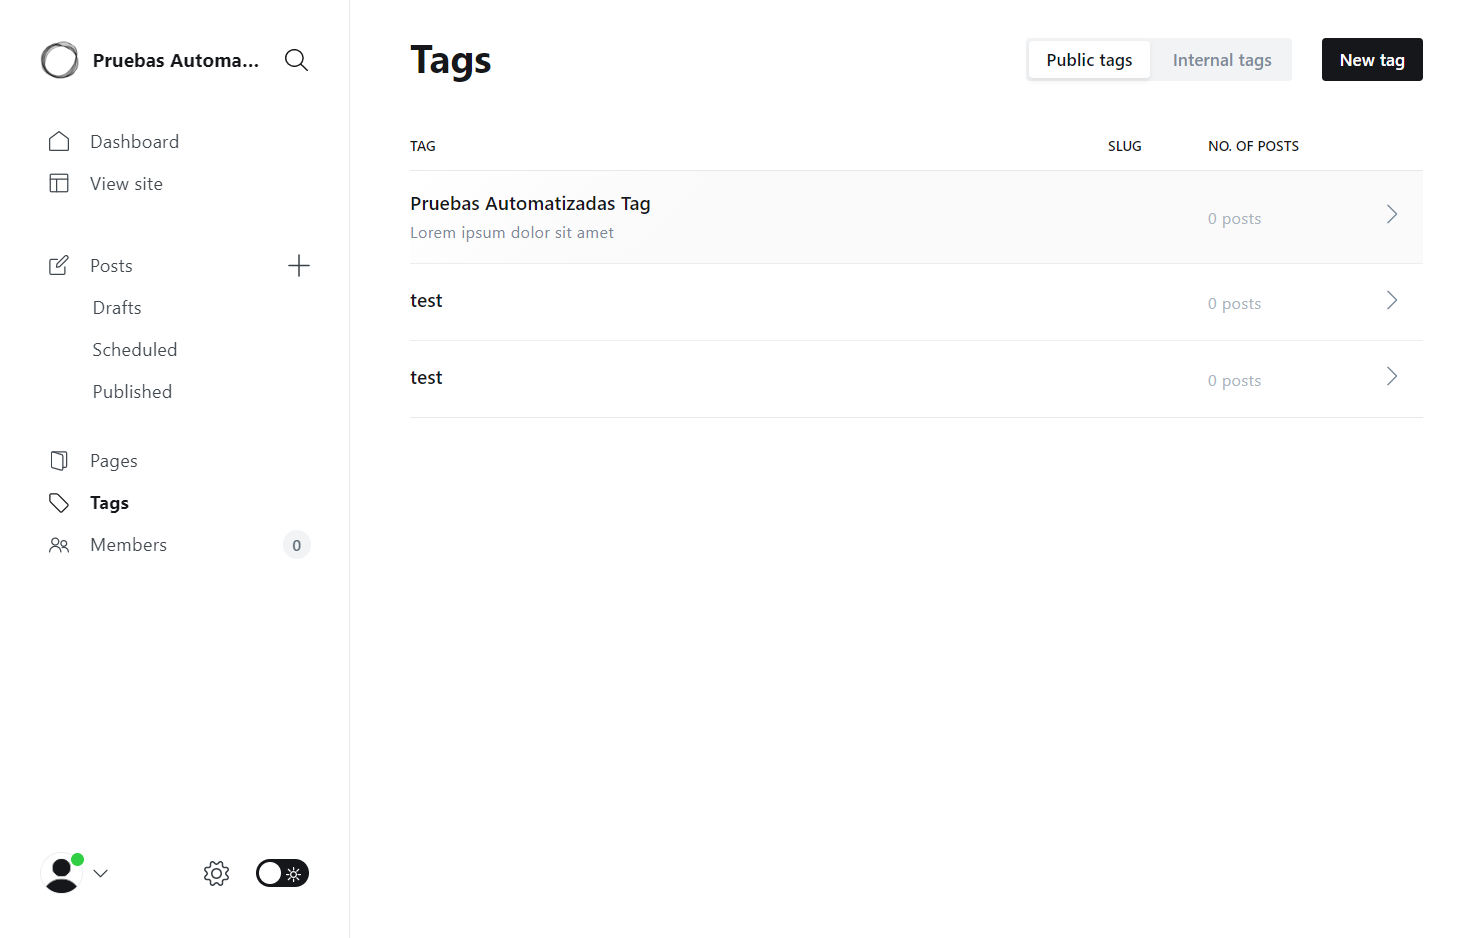 Pruebas Automa...
Dashboard
View site
Posts
Drafts
Scheduled
Published
Pages
Tags
Members 0
Tags
Public tags Internal tags New tag
TAG SLUG NO. OF POSTS
Pruebas Automatizadas Tag
Lorem ipsum dolor sit amet
0 posts
test 0 posts
test 0 posts